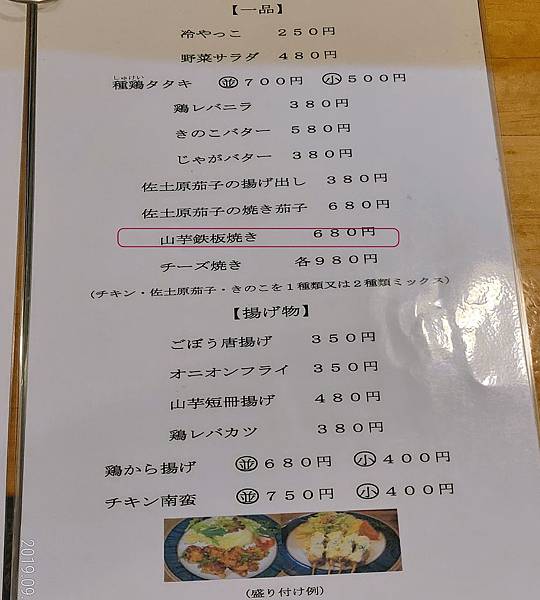 【一品】
冷やっこ　２５０円
野菜サラダ　４８０円
しゅけい
種鶏タタキ　㊥並７００円　小５００円
鶏レバニラ　３８０円
きのこバター　５８０円
じゃがバター　３８０円
佐土原茄子の揚げ出し　３８０円
佐土原茄子の焼き茄子　６８０円
山芋鉄板焼き　６８０円
チーズ焼き　各９８０円
(チキン・佐土原茄子・きのこを１種類又は２種類ミックス)
【揚げ物】
ごぼう唐揚げ　３５０円
オニオンフライ　３５０円
山芋短冊揚げ　４８０円
鶏レバカツ　３８０円
鶏から揚げ　並６８０円　小４００円
チキン南蛮　並７５０円　小４００円
(盛り付け例)
2019.09.